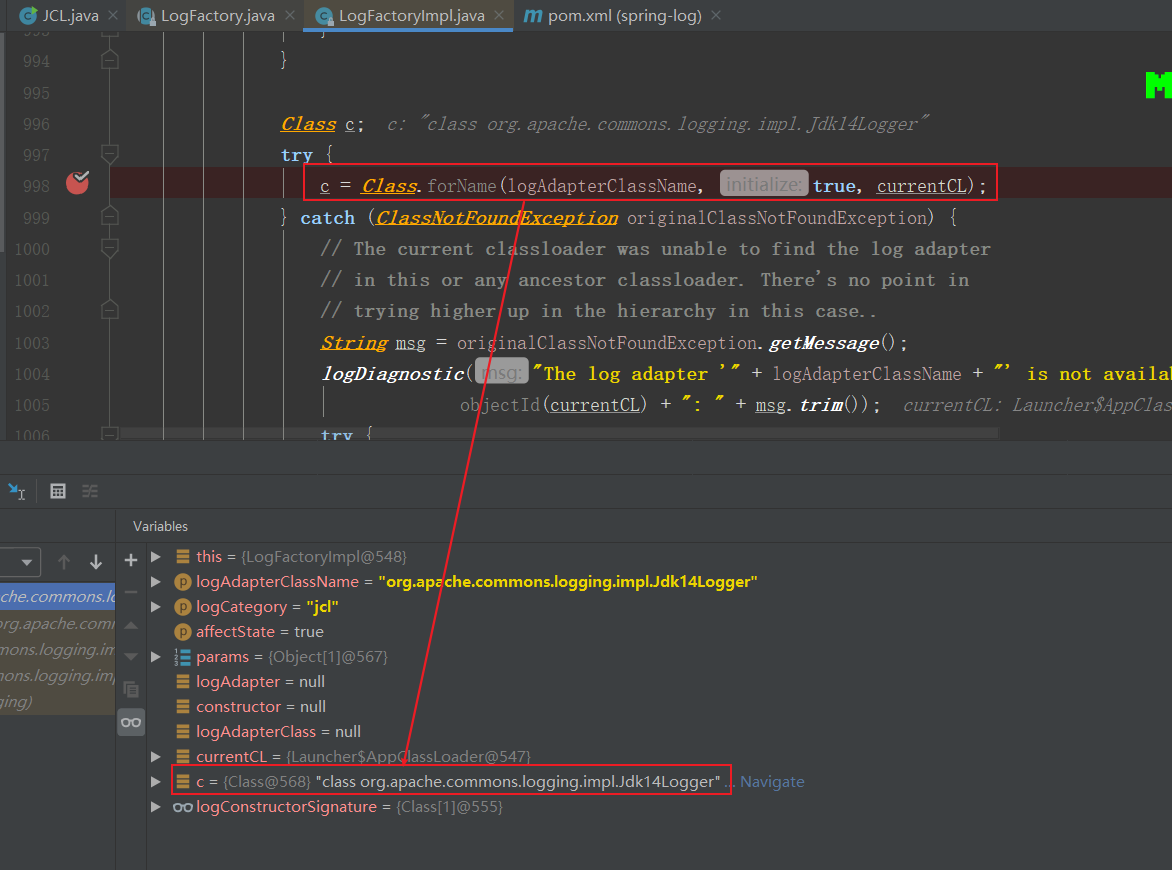 JCL.java LogFactory.java LogFactoryImpl.java pom.xml (spring-log)
993 }
994 }
995
996 Class c; c: "class org.apache.commons.logging.impl.Jdk14Logger"
997 try {
998 c = Class.forName(logAdapterClassName, initialize: true, currentCL);
999 } catch (ClassNotFoundException originalClassNotFoundException) {
1000 // The current classloader was unable to find the log adapter
1001 // in this or any ancestor classloader. There's no point in
1002 // trying higher up in the hierarchy in this case..
1003 String msg = originalClassNotFoundException.getMessage();
1004 logDiagnostic( msg: "The log adapter '" + logAdapterClassName + "' is not availa
1005 objectId(currentCL) + ": " + msg.trim()); currentCL: Launcher$AppClas
1006 try {
Variables
this = {LogFactoryImpl@548}
logAdapterClassName = "org.apache.commons.logging.impl.Jdk14Logger"
che.commons.lo
logCategory = "jcl"
org.apache.com
affectState = true
mons.logging.im
params = {Object[1]@567}
mons.logging.imp
logAdapter = null
ging)
constructor = null
logAdapterClass = null
currentCL = {Launcher$AppClassLoader@547}
c = {Class@568} "class org.apache.commons.logging.impl.Jdk14Logger" ... Navigate
logConstructorSignature = {Class[1]@555}